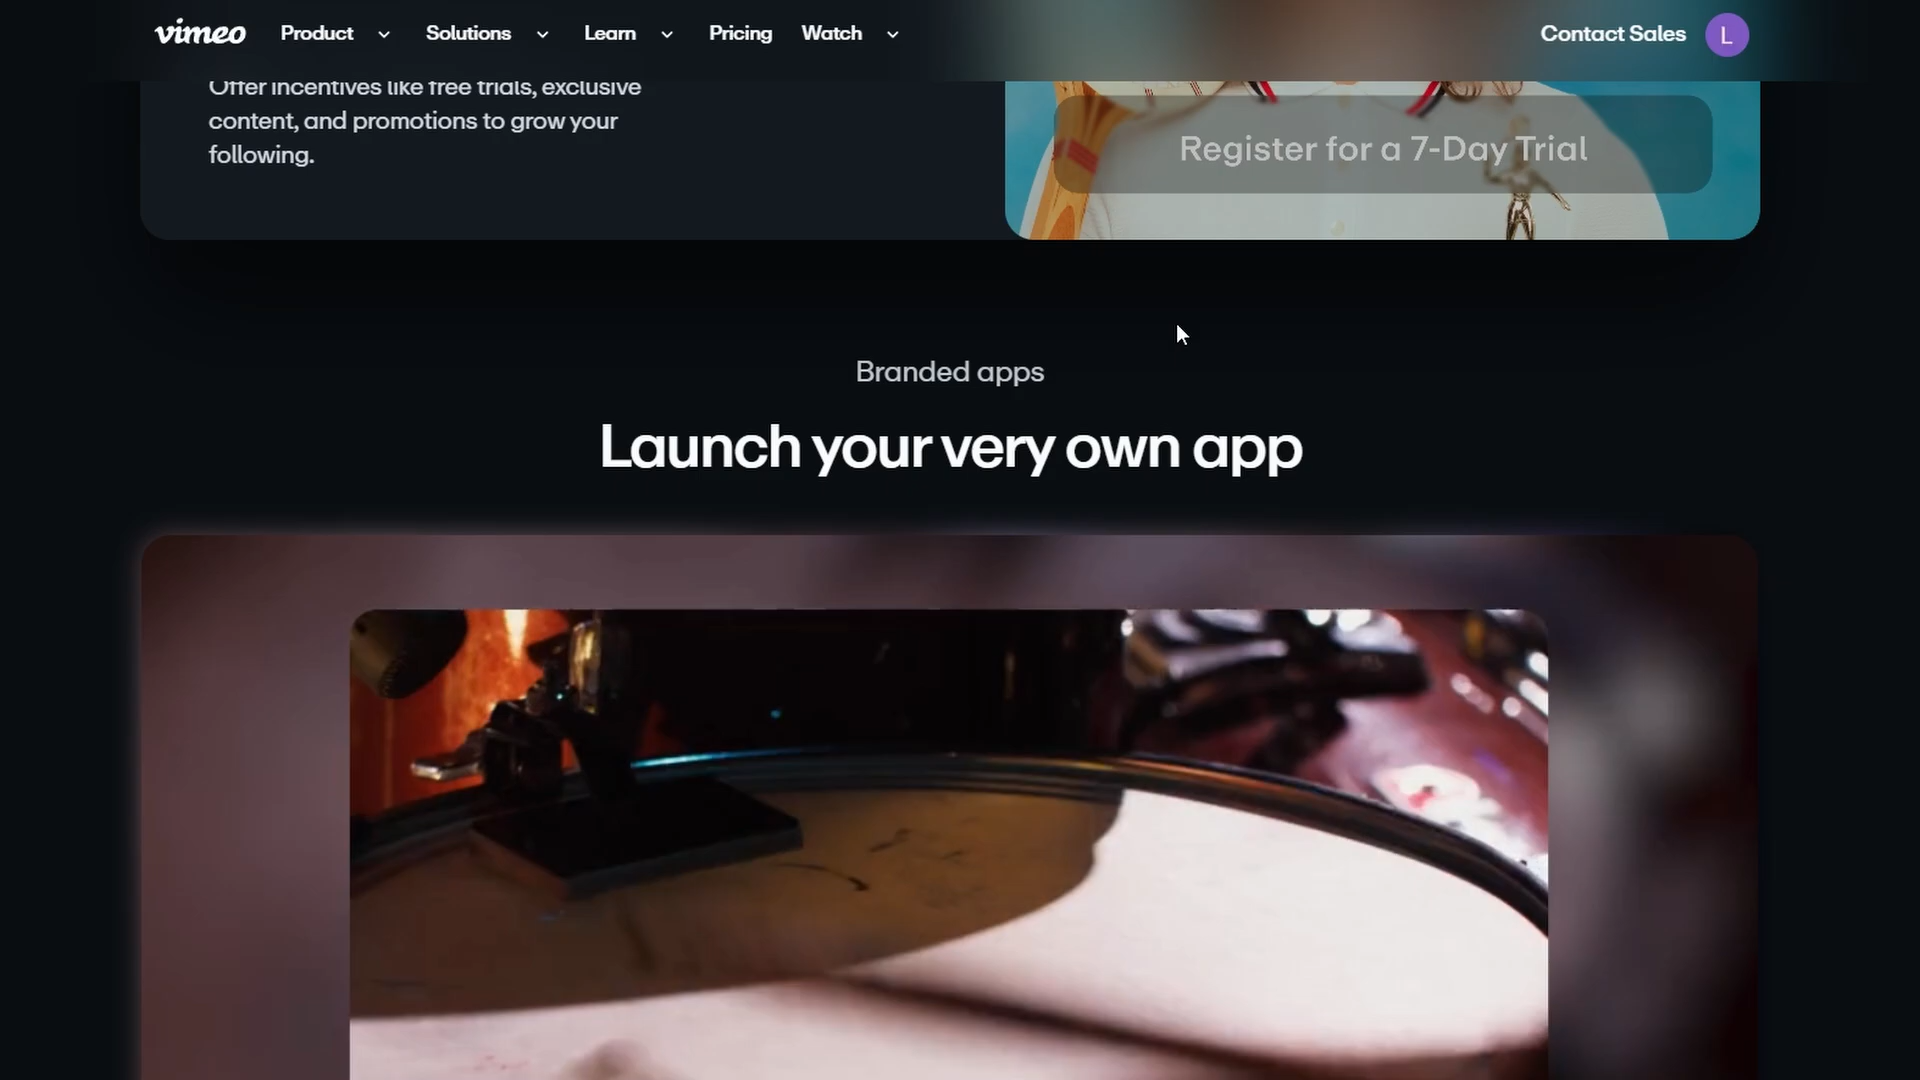 vimeo Product Solutions Learn Pricing Watch Contact Sales L
Offer incentives like free trials, exclusive
content, and promotions to grow your
following.
Register for a 7-Day Trial
Branded apps
Launch your very own app